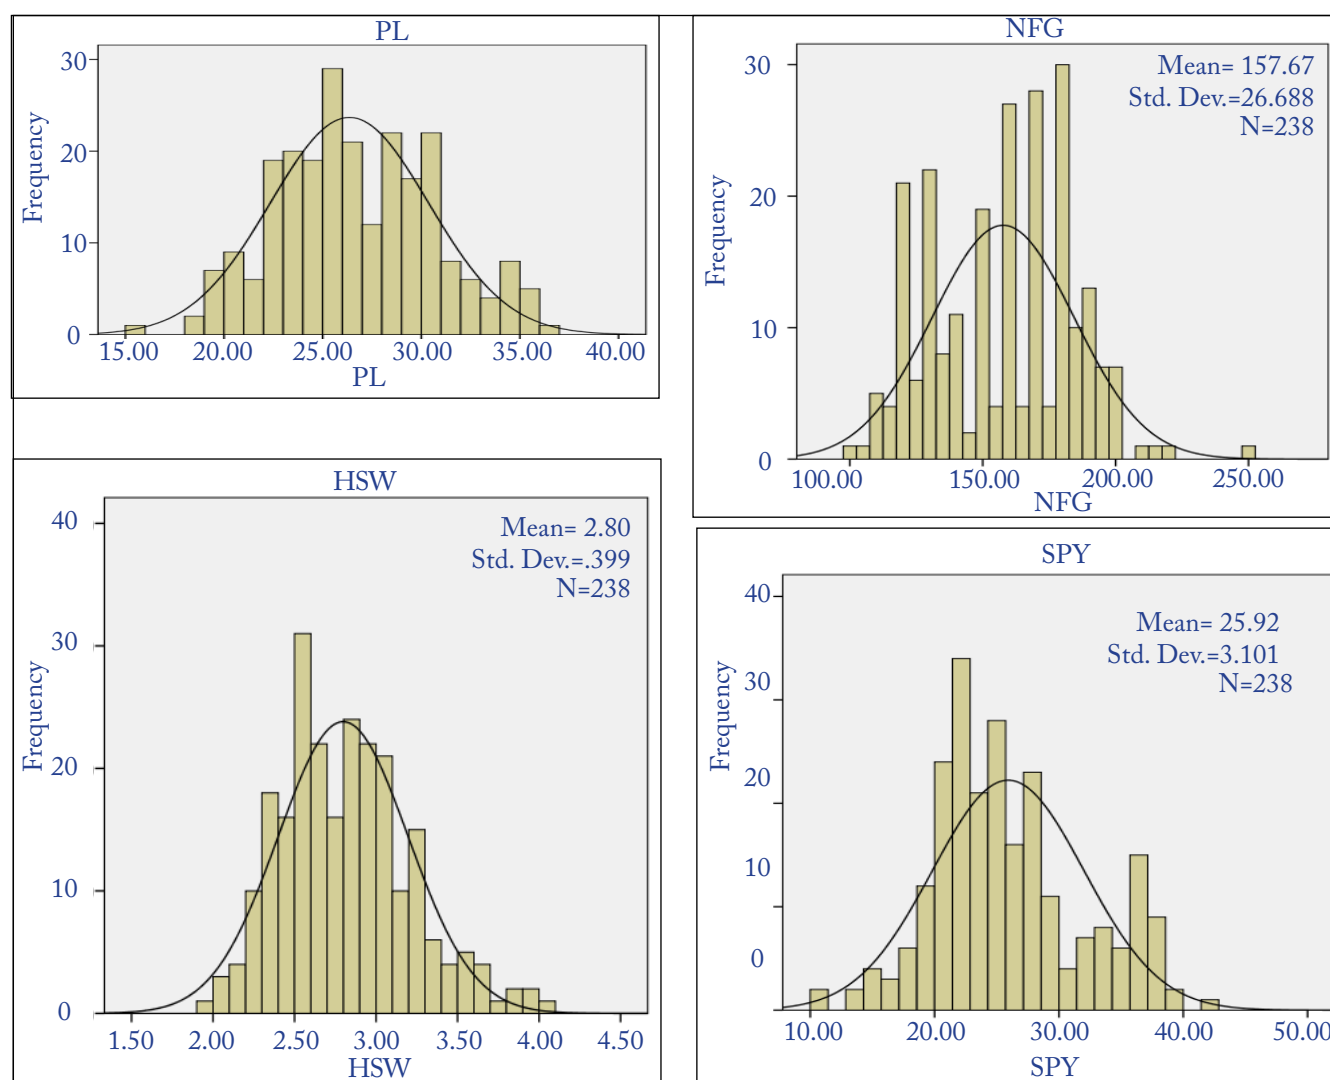 PL
30
20
10
0
Frequency
15.00 20.00 25.00 30.00 35.00 40.00
PL
NFG
Mean= 157.67
Std. Dev.=26.688
N=238
30
20
10
0
Frequency
100.00 150.00 200.00 250.00
NFG
HSW
Mean= 2.80
Std. Dev.=.399
N=238
40
30
20
10
0
Frequency
1.50 2.00 2.50 3.00 3.50 4.00 4.50
HSW
SPY
Mean= 25.92
Std. Dev.=3.101
N=238
40
30
20
10
0
Frequency
10.00 20.00 30.00 40.00 50.00
SPY